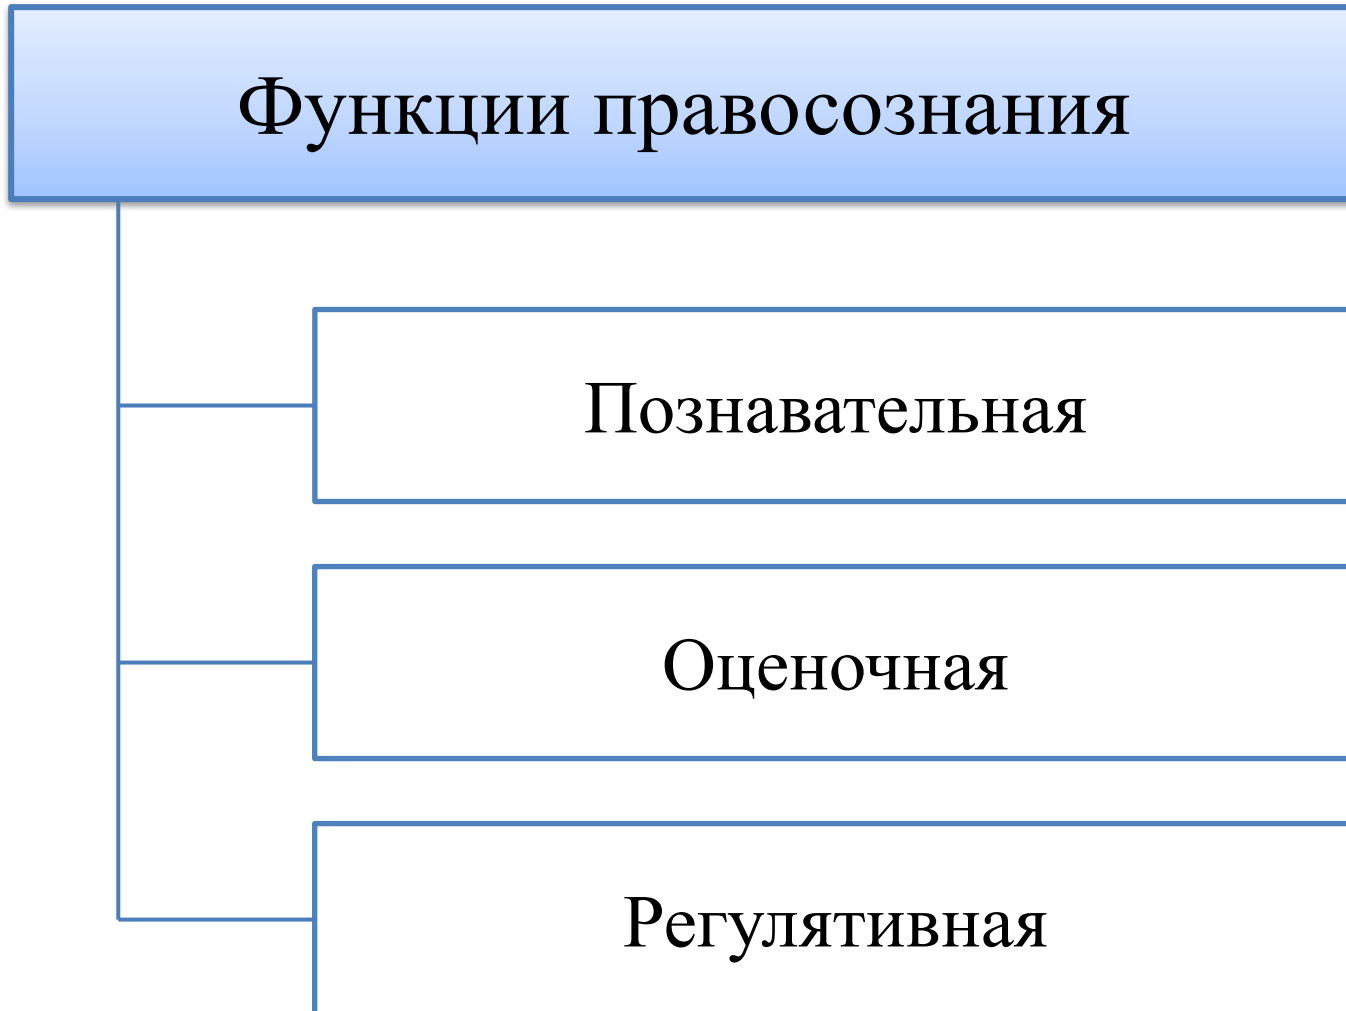 Функции правосознания
Познавательная
Оценочная
Регулятивная